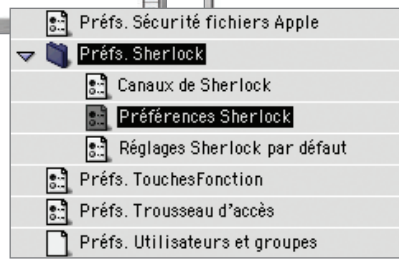 Préfs. Sécurité fichiers Apple
Préfs. Sherlock
Canaux de Sherlock
Préférences Sherlock
Réglages Sherlock par défaut
Préfs. TouchesFonction
Préfs. Trousseau d'accès
Préfs. Utilisateurs et groupes